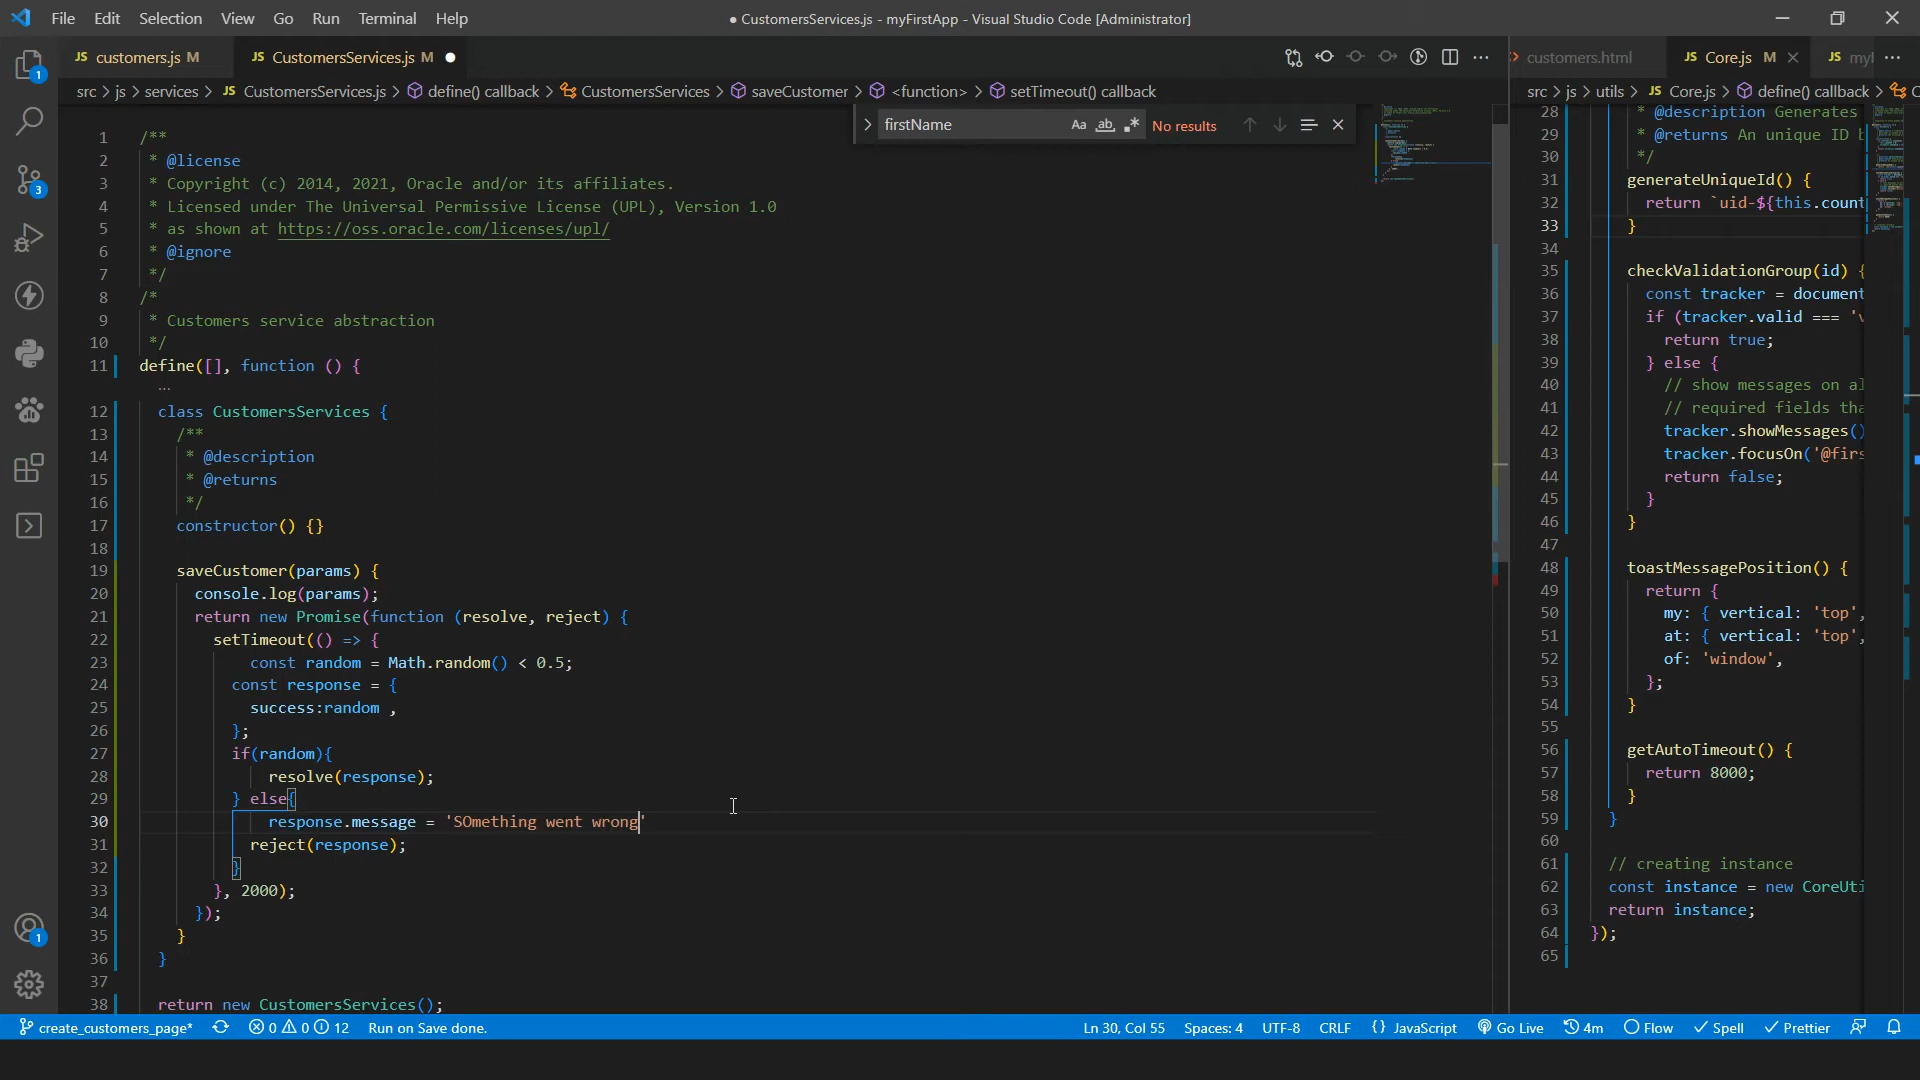 File Edit Selection View Go Run Terminal Help
● CustomersServices.js - myFirstApp - Visual Studio Code [Administrator]
JS customers.js M
JS CustomersServices.js M ●
src > js > services > JS CustomersServices.js > define() callback > CustomersServices > saveCustomer > <function> > setTimeout() callback
firstName Aa ab No results
1 /**
2 * @license
3 * Copyright (c) 2014, 2021, Oracle and/or its affiliates.
4 * Licensed under The Universal Permissive License (UPL), Version 1.0
5 * as shown at https://oss.oracle.com/licenses/upl/
6 * @ignore
7 */
8 /*
9 * Customers service abstraction
10 */
11 define([], function () {
...
12 class CustomersServices {
13 /**
14 * @description
15 * @returns
16 */
17 constructor() {}
18
19 saveCustomer(params) {
20 console.log(params);
21 return new Promise(function (resolve, reject) {
22 setTimeout(() => {
23 const random = Math.random() < 0.5;
24 const response = {
25 success:random ,
26 };
27 if(random){
28 resolve(response);
29 } else{
30 response.message = 'SOmething went wrong'
31 reject(response);
32 }
33 }, 2000);
34 });
35 }
36 }
37
38 return new CustomersServices();
customers.html
JS Core.js M
JS myl
src > js > utils > JS Core.js > define() callback > C
28 * @description Generates
29 * @returns An unique ID b
30 */
31 generateUniqueId() {
32 return `uid-${this.count
33 }
34
35 checkValidationGroup(id) {
36 const tracker = document
37 if (tracker.valid === 'v
38 return true;
39 } else {
40 // show messages on al
41 // required fields tha
42 tracker.showMessages()
43 tracker.focusOn('@firs
44 return false;
45 }
46 }
47
48 toastMessagePosition() {
49 return {
50 my: { vertical: 'top',
51 at: { vertical: 'top',
52 of: 'window',
53 };
54 }
55
56 getAutoTimeout() {
57 return 8000;
58 }
59 }
60
61 // creating instance
62 const instance = new CoreUti
63 return instance;
64 });
65
1
3
1
create_customers_page* 0 0 12 Run on Save done. Ln 30, Col 55 Spaces: 4 UTF-8 CRLF {} JavaScript Go Live 4m Flow Spell Prettier